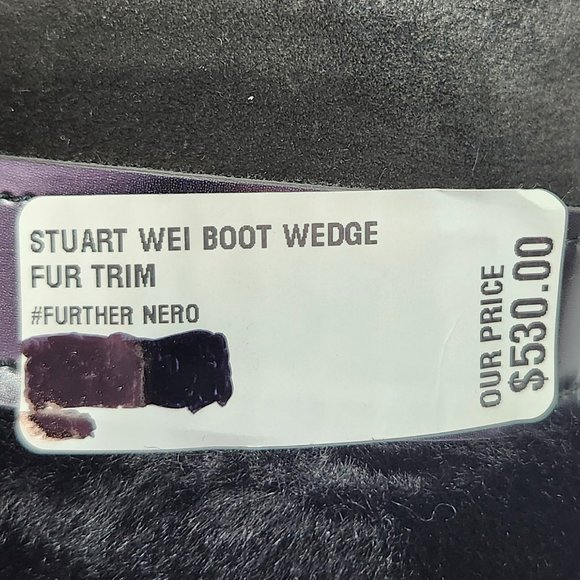 STUART WEI BOOT WEDGE
FUR TRIM
#FURTHER NERO
OUR PRICE
$530.00